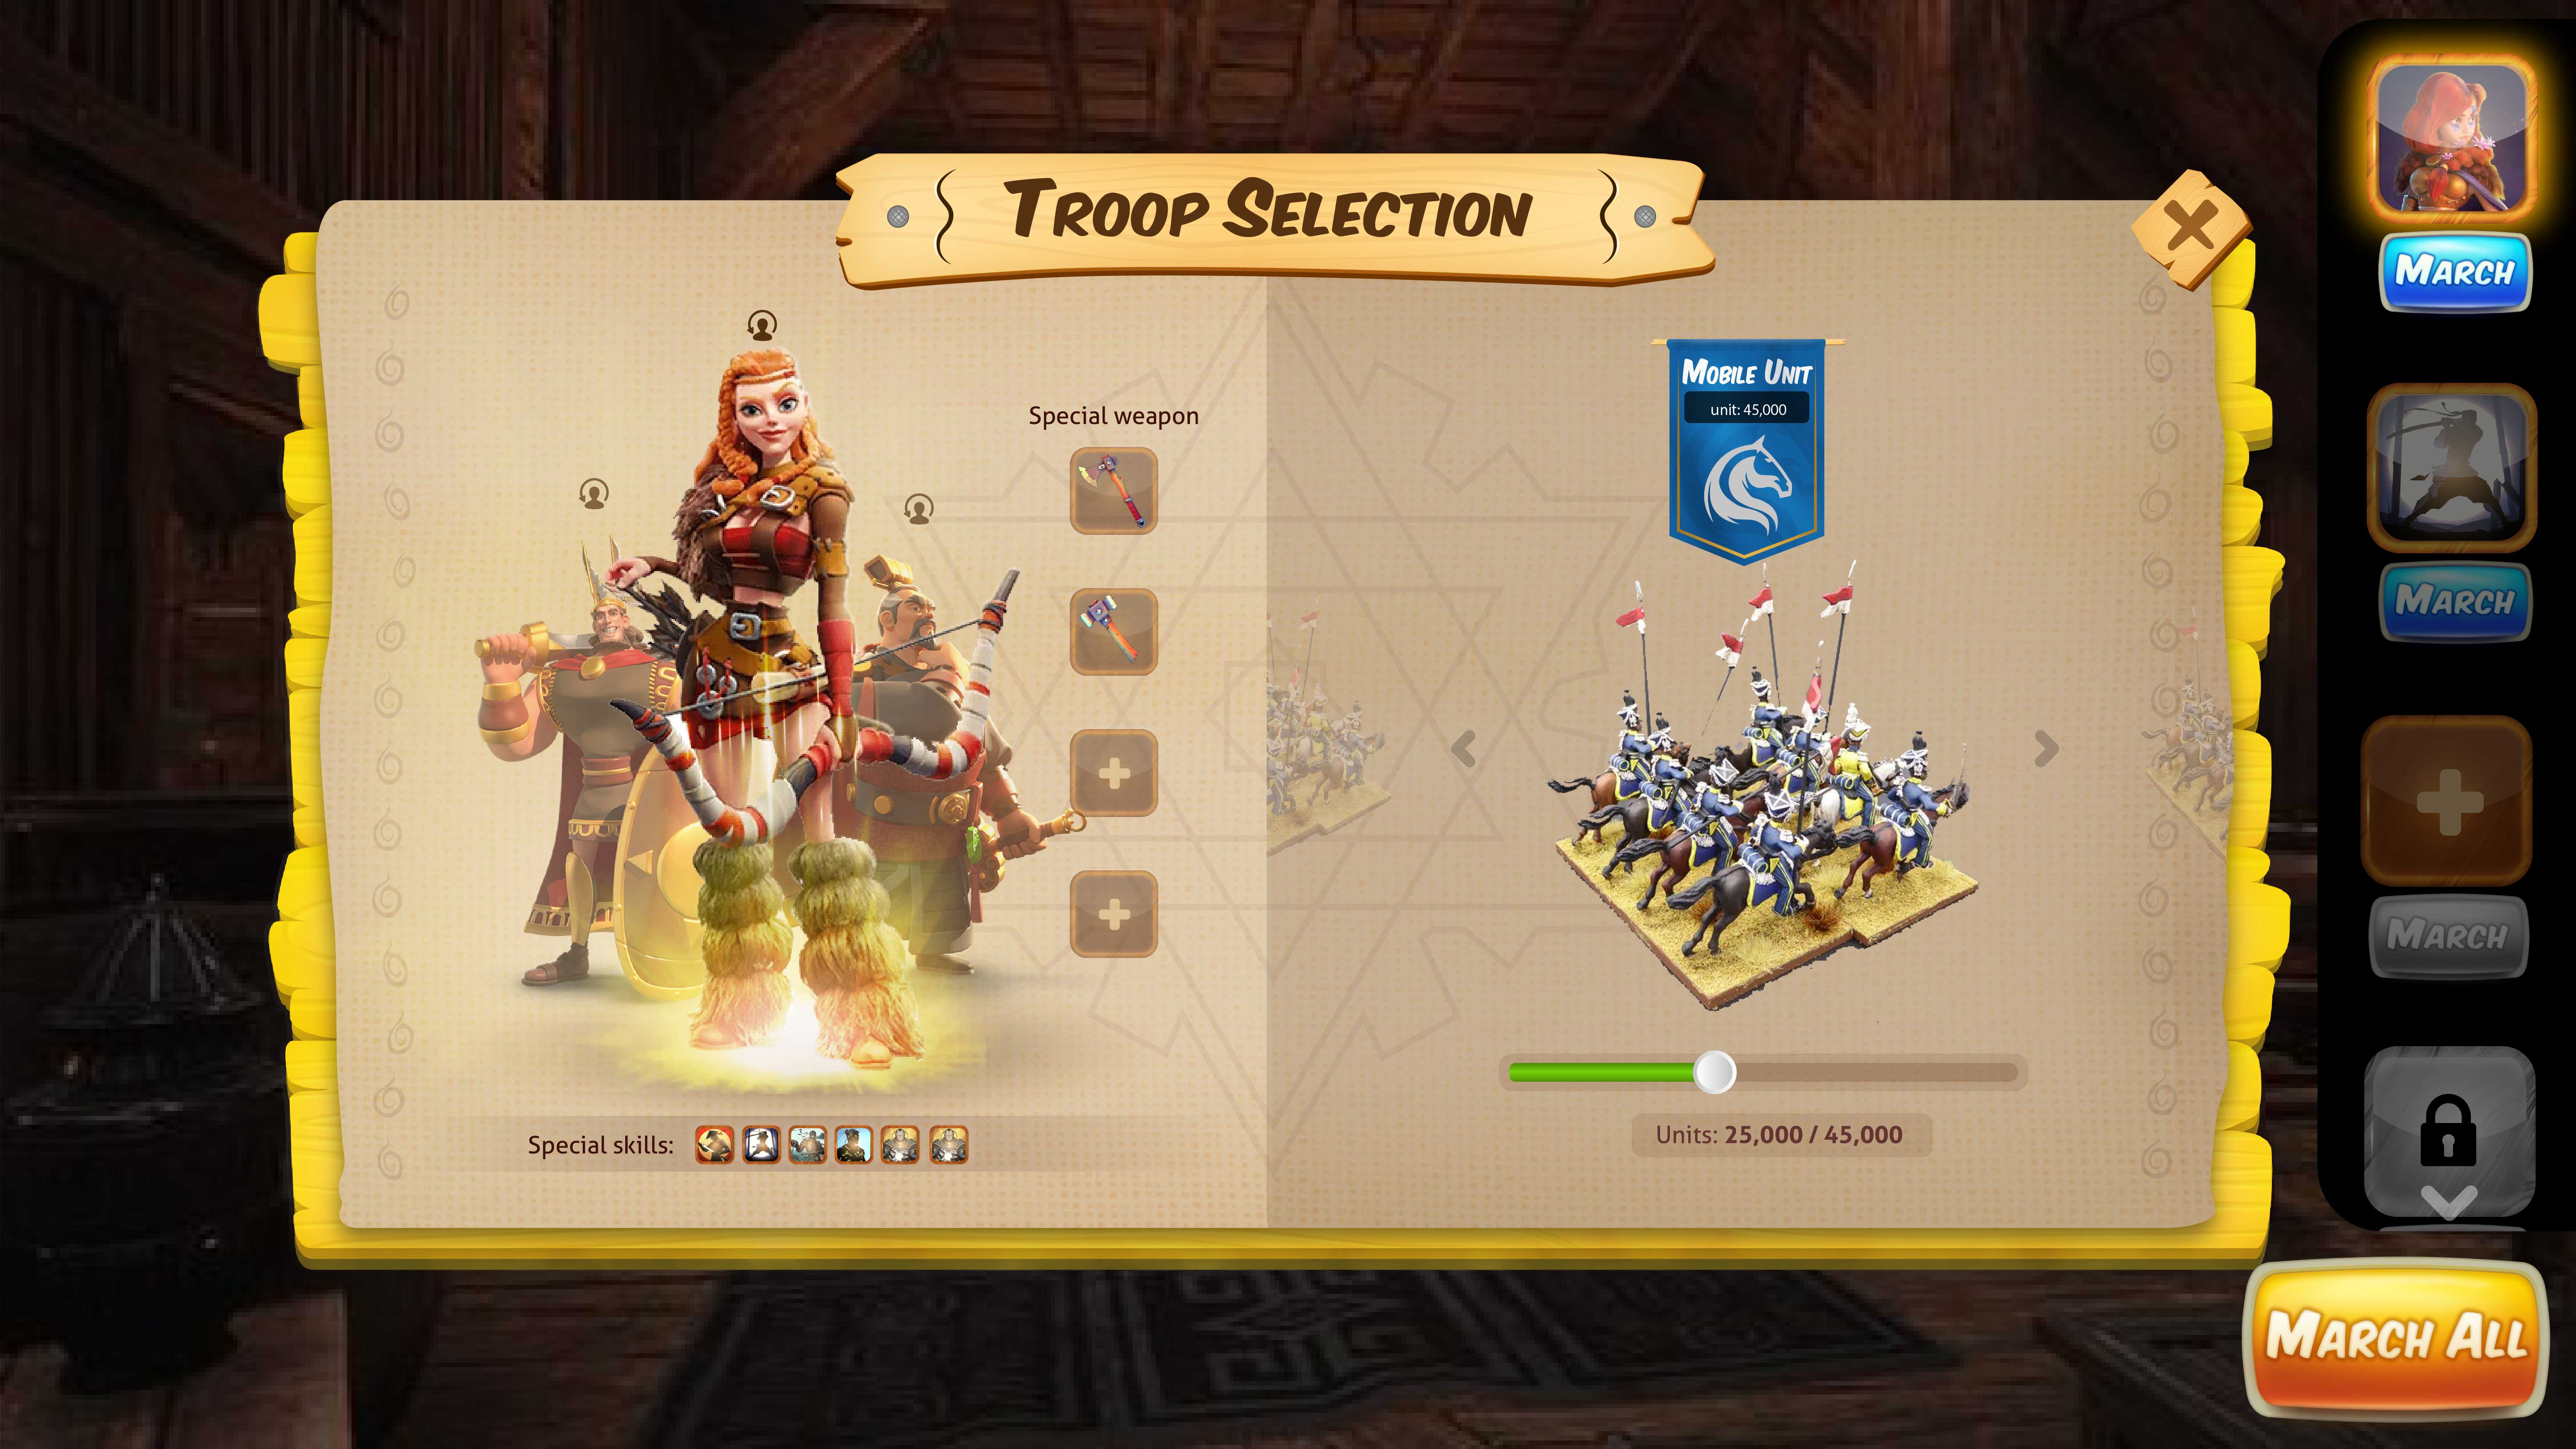 Troop Selection
Special weapon
Special skills:
Mobile Unit
unit: 45,000
Units: 25,000 / 45,000
March
March
March
March All